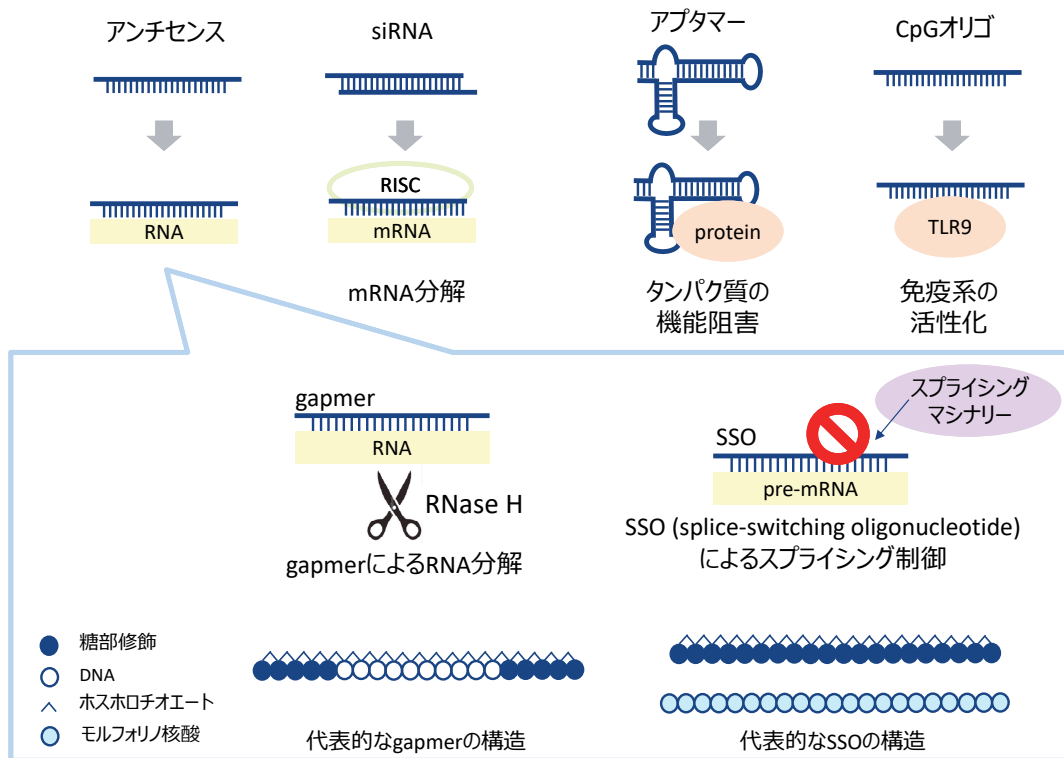 アンチセンス
siRNA
アプタマー
CpGオリゴ
RNA
RISC
mRNA
protein
TLR9
mRNA分解
タンパク質の
機能阻害
免疫系の
活性化
gapmer
RNA
RNase H
gapmerによるRNA分解
スプライシング
マシナリー
SSO
pre-mRNA
SSO (splice-switching oligonucleotide)
によるスプライシング制御
糖部修飾
DNA
ホスホロチオエート
モルフォリノ核酸
代表的なgapmerの構造
代表的なSSOの構造